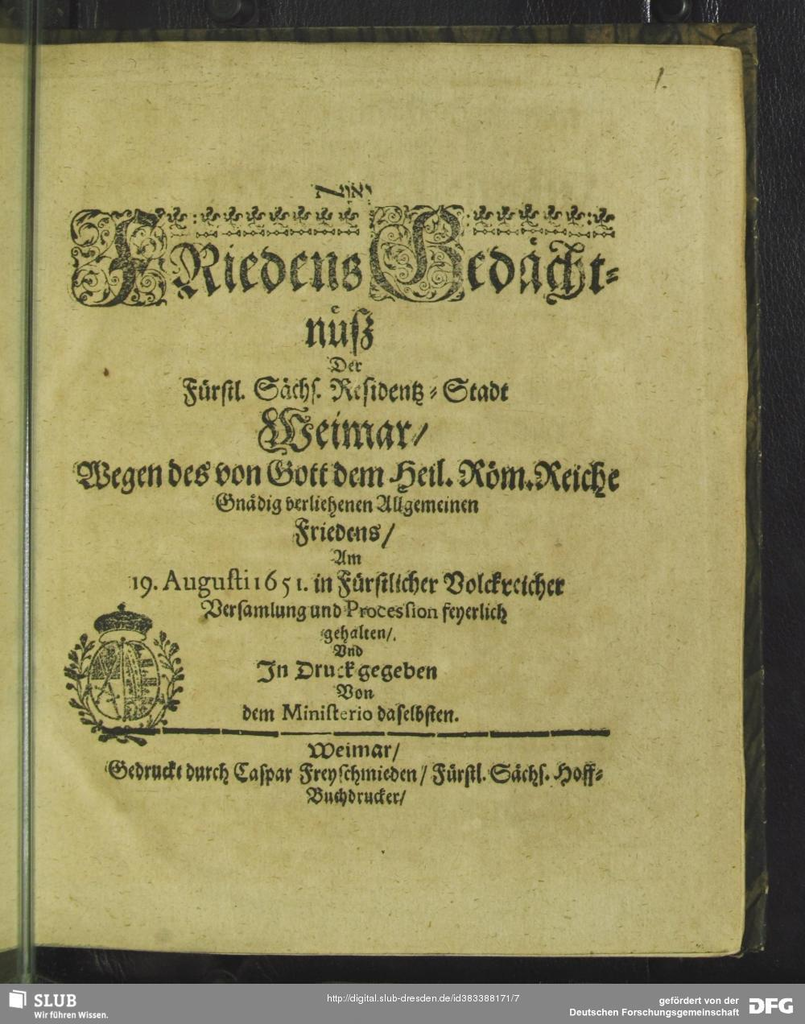 1.
FRiedens Gedächt-
nüß
Der
Fürstl. Sächs. Residentz-Stadt
Weimar/
Wegen des von Gott dem Heil. Röm. Reiche
Gnädig verliehenen Allgemeinen
Friedens/
Am
19. Augusti 1651. in Fürstlicher Volckreicher
Versamlung und Procession feyerlich
gehalten/.
Und
In Druck gegeben
Von
dem Ministerio daselbsten.
Weimar/
Gedruckt durch Caspar Freyschmieden/ Fürstl. Sächs. Hoff-
Buchdrucker/
SLUB
Wir führen Wissen.
http://digital.slub-dresden.de/id383388171/7
gefördert von der
Deutschen Forschungsgemeinschaft
DFG